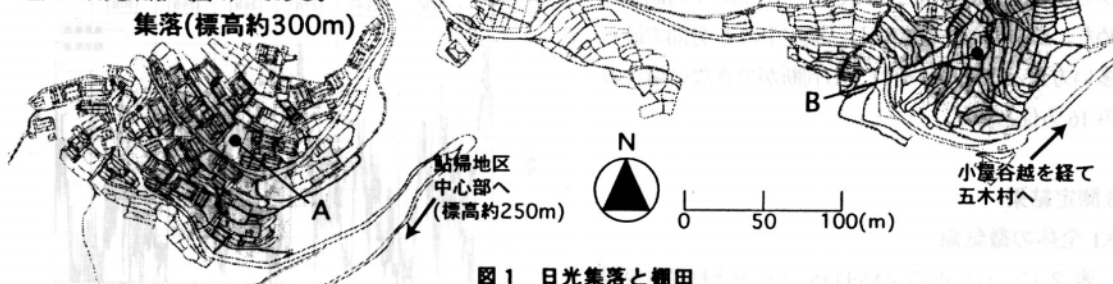 集落(標高約300m)
A
鮎帰地区
中心部へ
(標高約250m)
N
0 50 100(m)
B
小屋谷越を経て
五木村へ
図1 日光集落と棚田